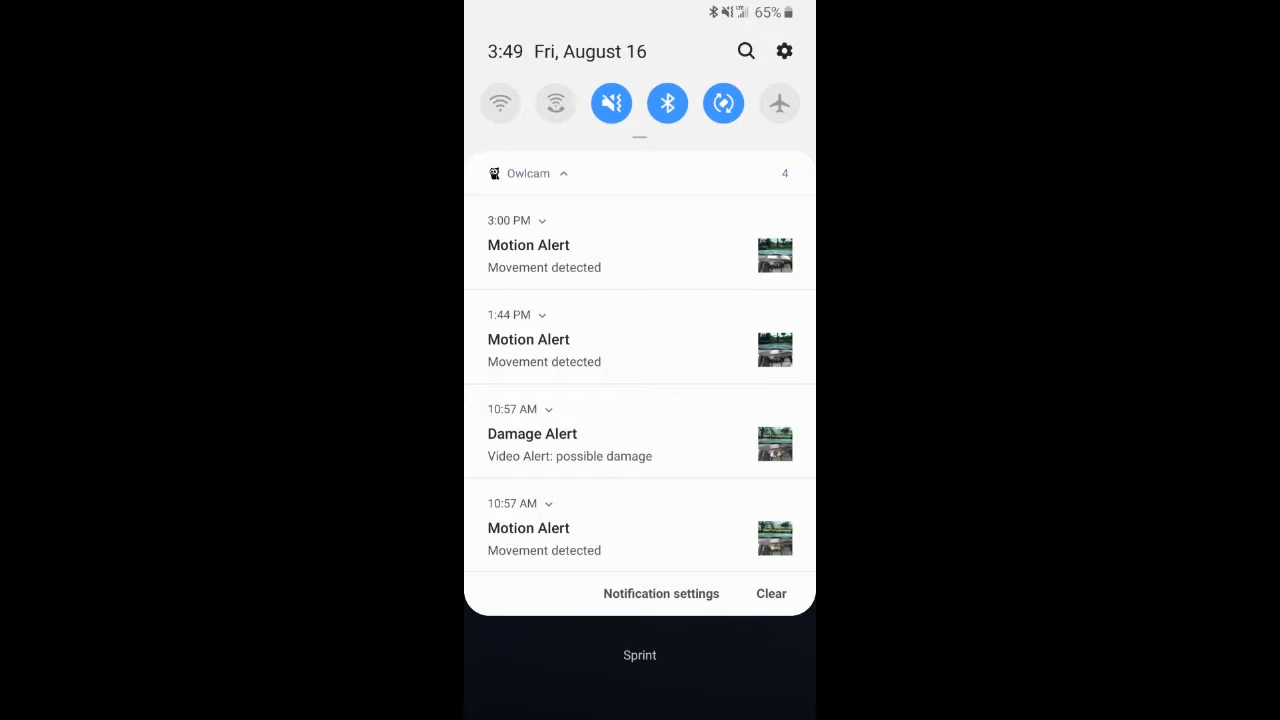 LTE 65%
3:49 Fri, August 16
Owlcam 4
3:00 PM
Motion Alert
Movement detected
1:44 PM
Motion Alert
Movement detected
10:57 AM
Damage Alert
Video Alert: possible damage
10:57 AM
Motion Alert
Movement detected
Notification settings Clear
Sprint